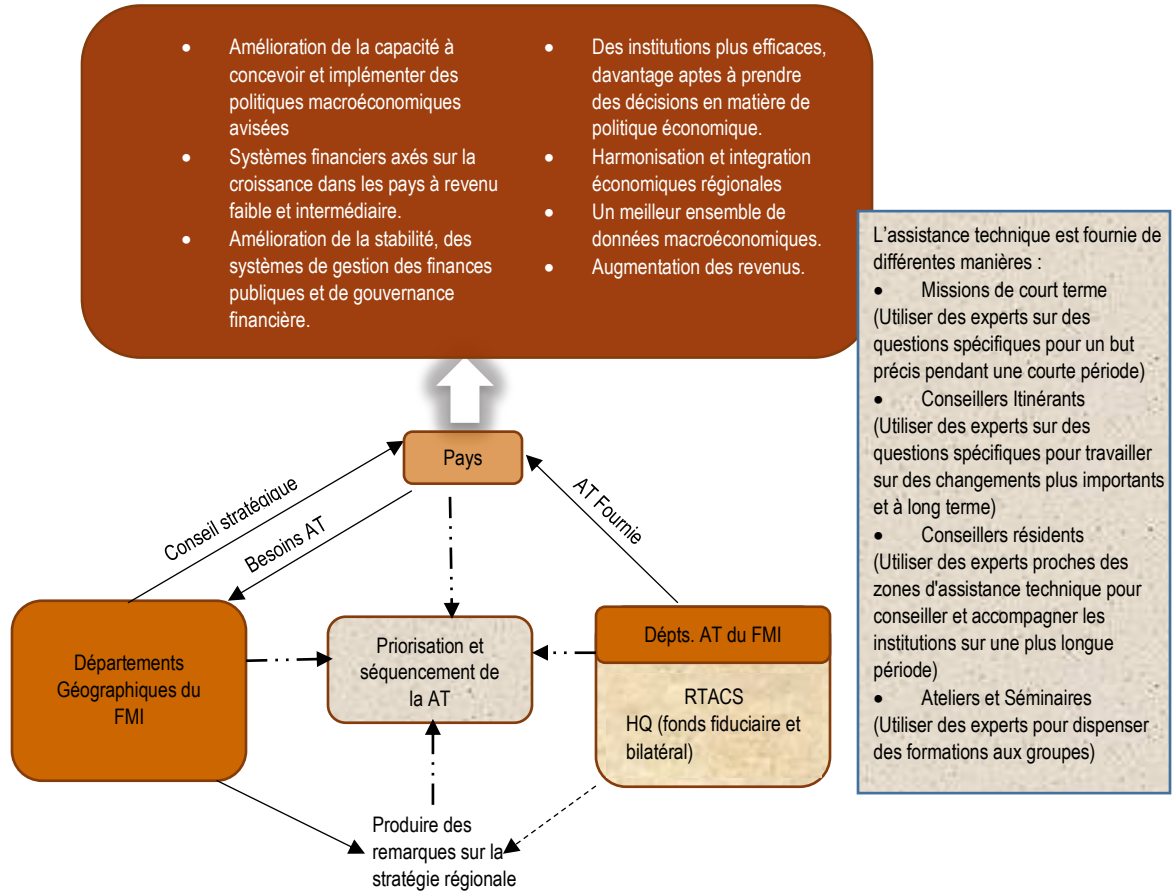 • Amélioration de la capacité à
concevoir et implémenter des
politiques macroéconomiques
avisées
• Systèmes financiers axés sur la
croissance dans les pays à revenu
faible et intermédiaire.
• Amélioration de la stabilité, des
systèmes de gestion des finances
publiques et de gouvernance
financière.
• Des institutions plus efficaces,
davantage aptes à prendre
des décisions en matière de
politique économique.
• Harmonisation et integration
économiques régionales
• Un meilleur ensemble de
données macroéconomiques.
• Augmentation des revenus.
L'assistance technique est fournie de
différentes manières :
• Missions de court terme
(Utiliser des experts sur des
questions spécifiques pour un but
précis pendant une courte période)
• Conseillers Itinérants
(Utiliser des experts sur des
questions spécifiques pour travailler
sur des changements plus importants
et à long terme)
• Conseillers résidents
(Utiliser des experts proches des
zones d'assistance technique pour
conseiller et accompagner les
institutions sur une plus longue
période)
• Ateliers et Séminaires
(Utiliser des experts pour dispenser
des formations aux groupes)
Pays
Conseil stratégique
Besoins AT
AT Fournie
Départements
Géographiques du
FMI
Priorisation et
séquencement de
la AT
Dépts. AT du FMI
RTACS
HQ (fonds fiduciaire et
bilatéral)
Produire des
remarques sur la
stratégie régionale